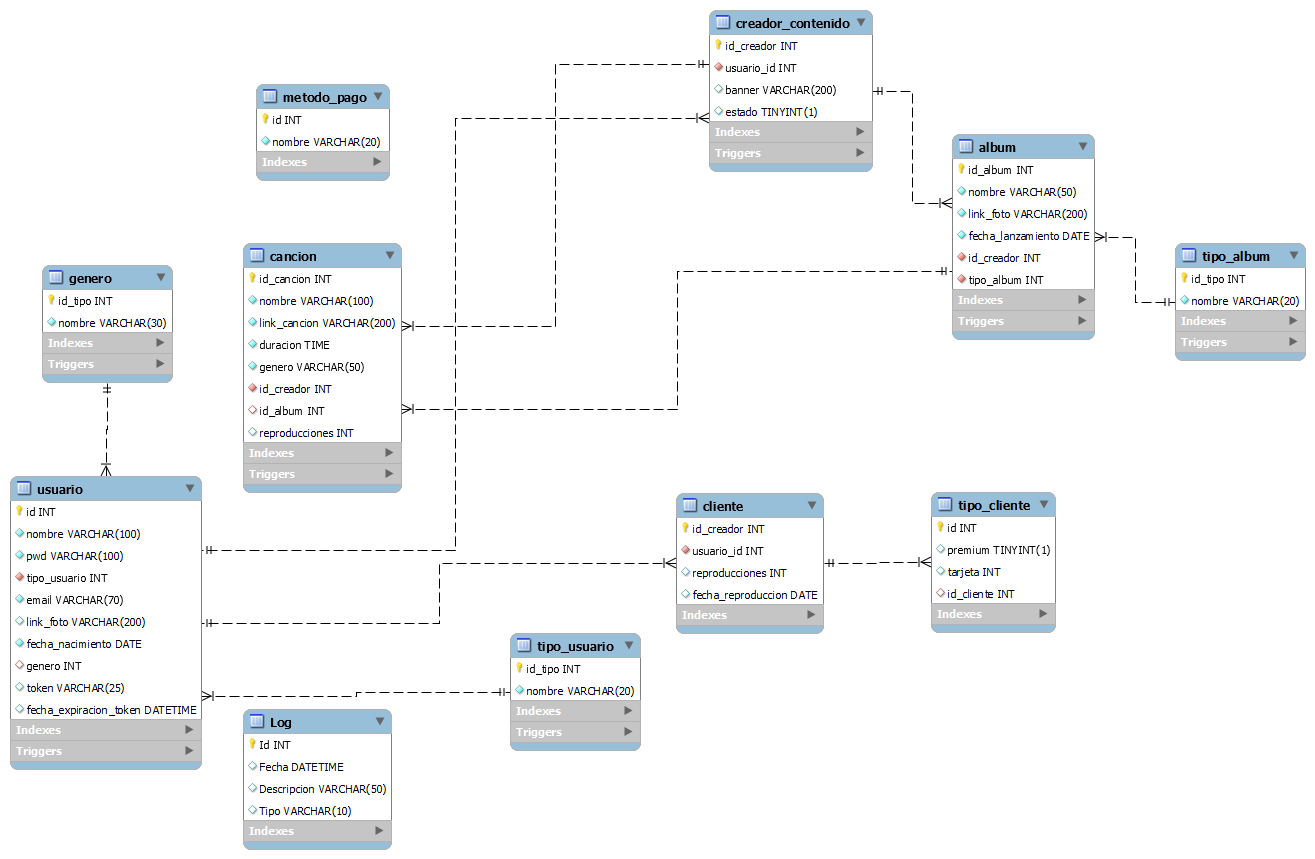 creador_contenido
id_creador INT
usuario_id INT
banner VARCHAR(200)
estado TINYINT(1)
Indexes
Triggers
metodo_pago
id INT
nombre VARCHAR(20)
Indexes
album
id_album INT
nombre VARCHAR(50)
link_foto VARCHAR(200)
fecha_lanzamiento DATE
id_creador INT
tipo_album INT
Indexes
Triggers
tipo_album
id_tipo INT
nombre VARCHAR(20)
Indexes
Triggers
cancion
id_cancion INT
nombre VARCHAR(100)
link_cancion VARCHAR(200)
duracion TIME
genero VARCHAR(50)
id_creador INT
id_album INT
reproducciones INT
Indexes
Triggers
genero
id_tipo INT
nombre VARCHAR(30)
Indexes
Triggers
usuario
id INT
nombre VARCHAR(100)
pwd VARCHAR(100)
tipo_usuario INT
email VARCHAR(70)
link_foto VARCHAR(200)
fecha_nacimiento DATE
genero INT
token VARCHAR(25)
fecha_expiracion_token DATETIME
Indexes
Triggers
cliente
id_creador INT
usuario_id INT
reproducciones INT
fecha_reproduccion DATE
Indexes
tipo_cliente
id INT
premium TINYINT(1)
tarjeta INT
id_cliente INT
Indexes
tipo_usuario
id_tipo INT
nombre VARCHAR(20)
Indexes
Triggers
Log
Id INT
Fecha DATETIME
Descripcion VARCHAR(50)
Tipo VARCHAR(10)
Indexes